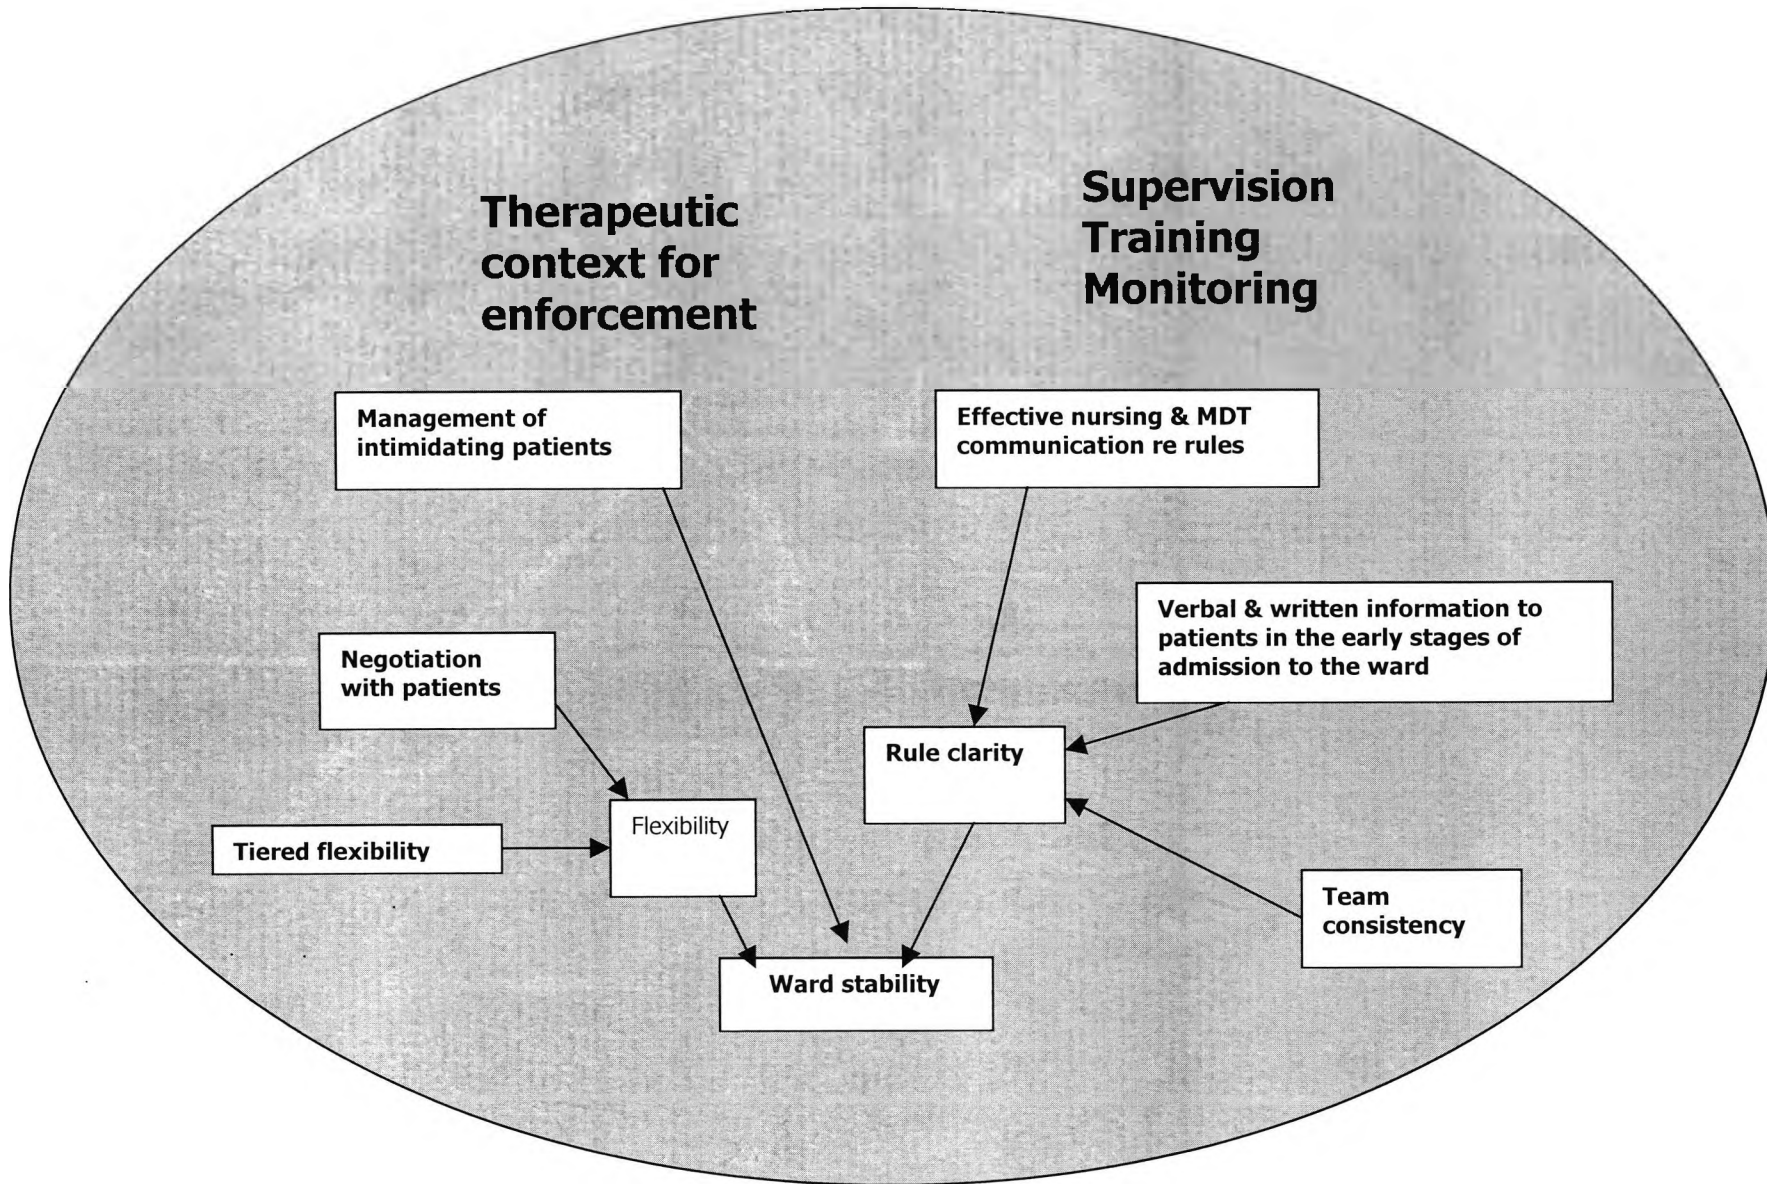 Therapeutic
context for
enforcement
Supervision
Training
Monitoring
Management of
intimidating patients
Effective nursing & MDT
communication re rules
Verbal & written information to
patients in the early stages of
admission to the ward
Negotiation
with patients
Rule clarity
Flexibility
Tiered flexibility
Team
consistency
Ward stability